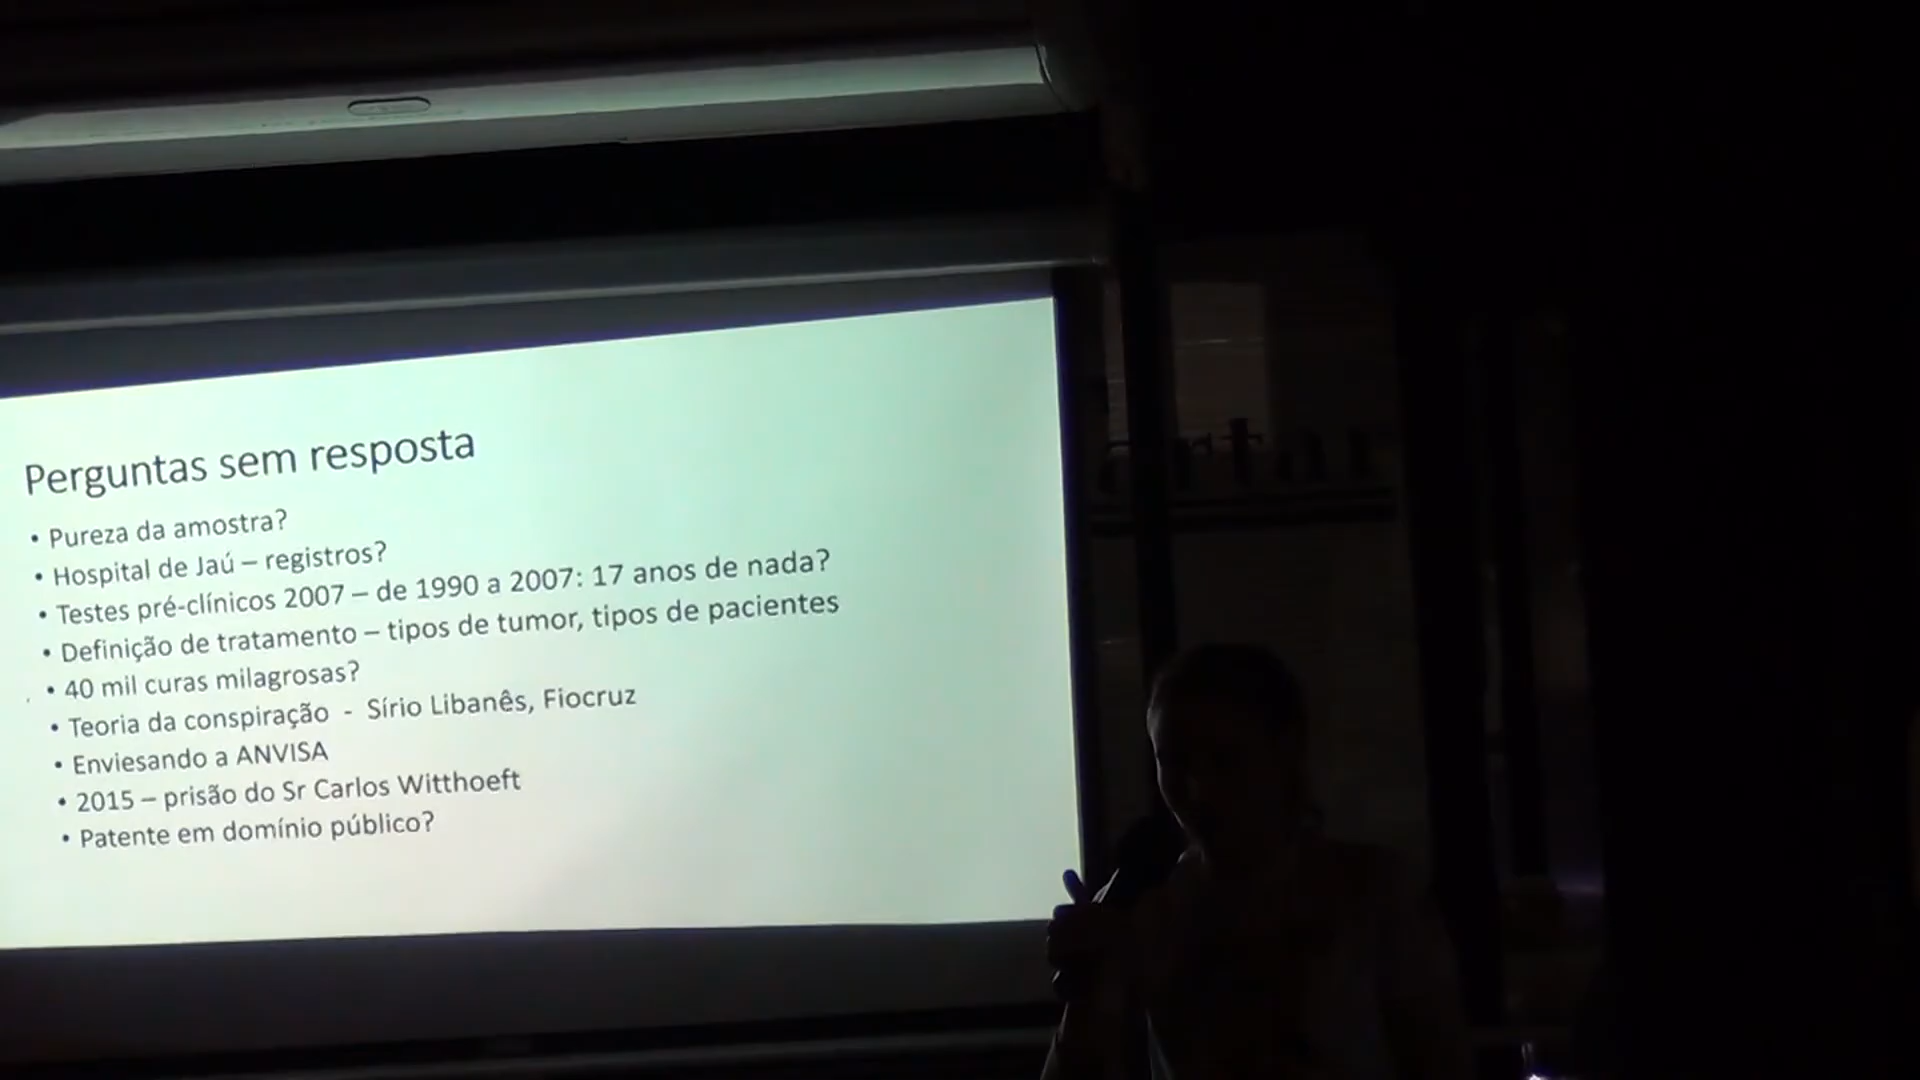 Perguntas sem resposta
• Pureza da amostra?
• Hospital de Jaú – registros?
• Testes pré-clínicos 2007 – de 1990 a 2007: 17 anos de nada?
• Definição de tratamento – tipos de tumor, tipos de pacientes
• 40 mil curas milagrosas?
• Teoria da conspiração - Sírio Libanês, Fiocruz
• Enviesando a ANVISA
• 2015 – prisão do Sr Carlos Witthoeft
• Patente em domínio público?